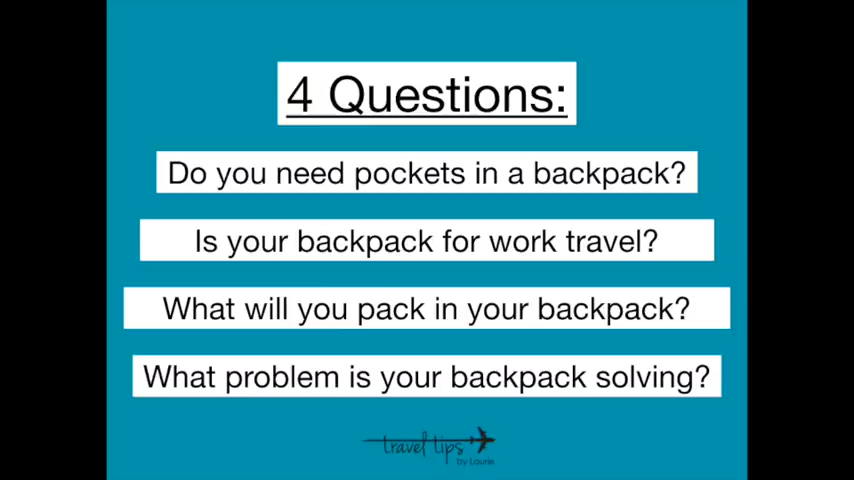 4 Questions:
Do you need pockets in a backpack?
Is your backpack for work travel?
What will you pack in your backpack?
What problem is your backpack solving?
travel tips
by Laurie